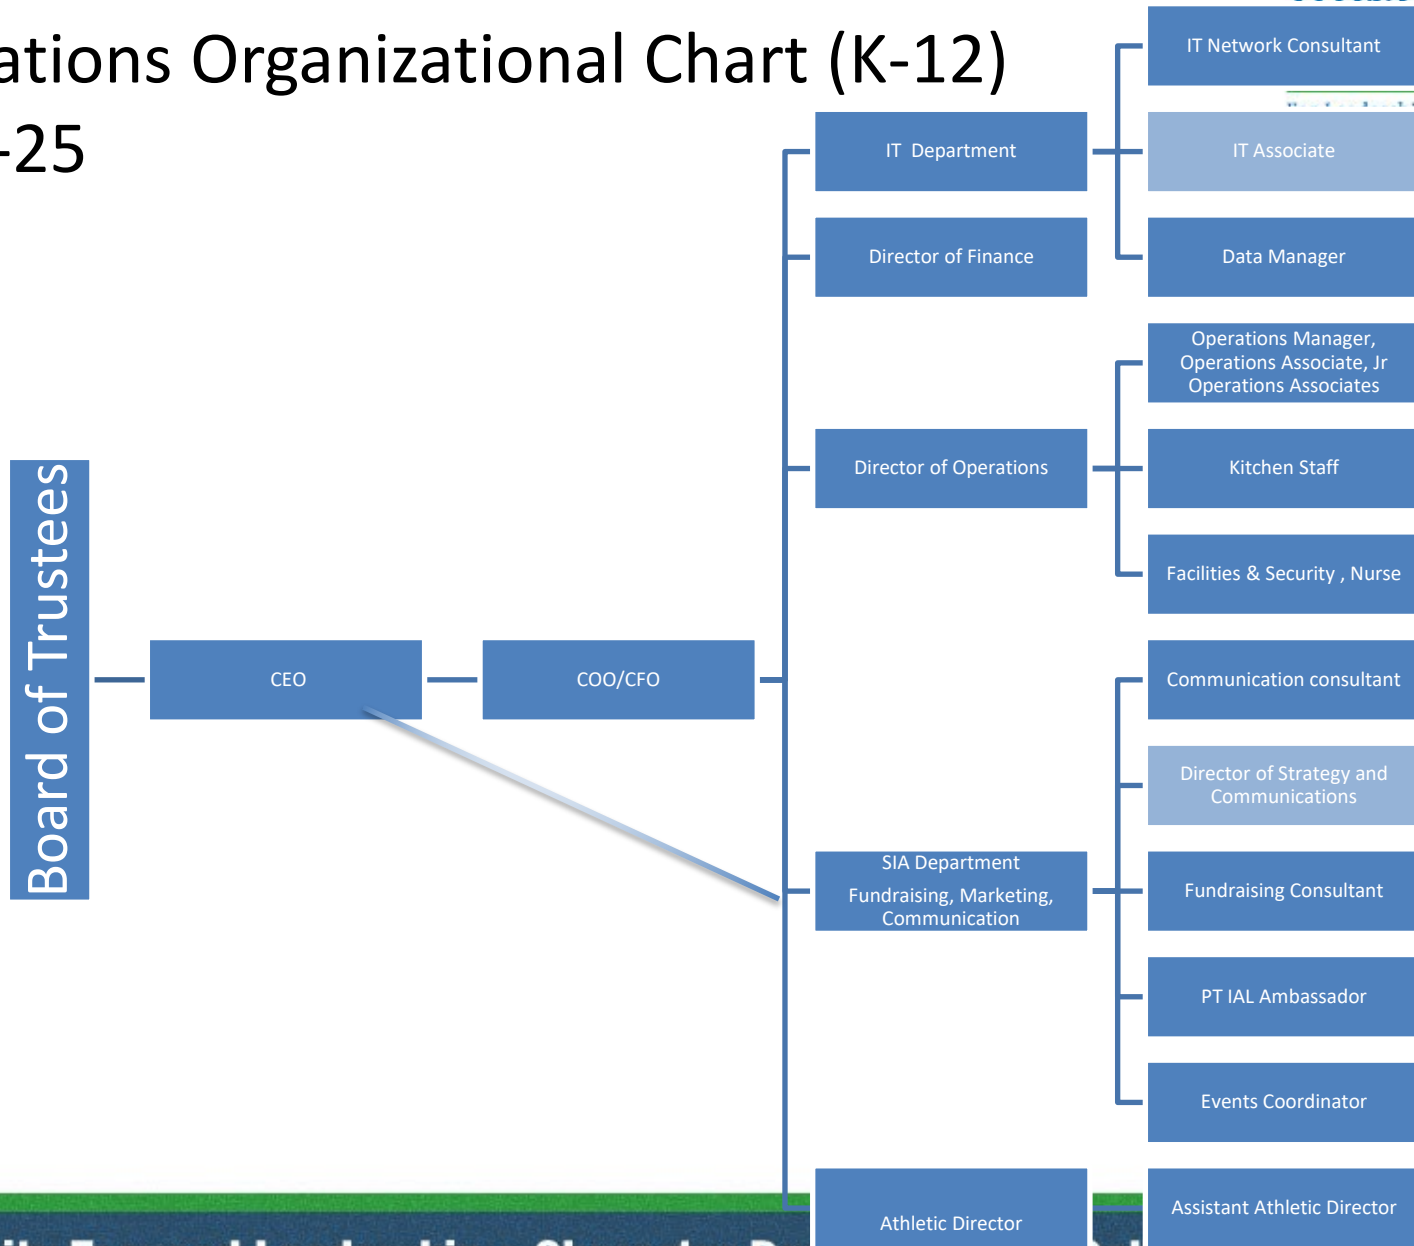 ations Organizational Chart (K-12)
-25
IT Network Consultant
IT Department
IT Associate
Director of Finance
Data Manager
Operations Manager,
Operations Associate, Jr
Operations Associates
Director of Operations
Kitchen Staff
Facilities & Security , Nurse
Board of Trustees
CEO
COO/CFO
Communication consultant
Director of Strategy and
Communications
SIA Department
Fundraising, Marketing,
Communication
Fundraising Consultant
PT IAL Ambassador
Events Coordinator
Athletic Director
Assistant Athletic Director